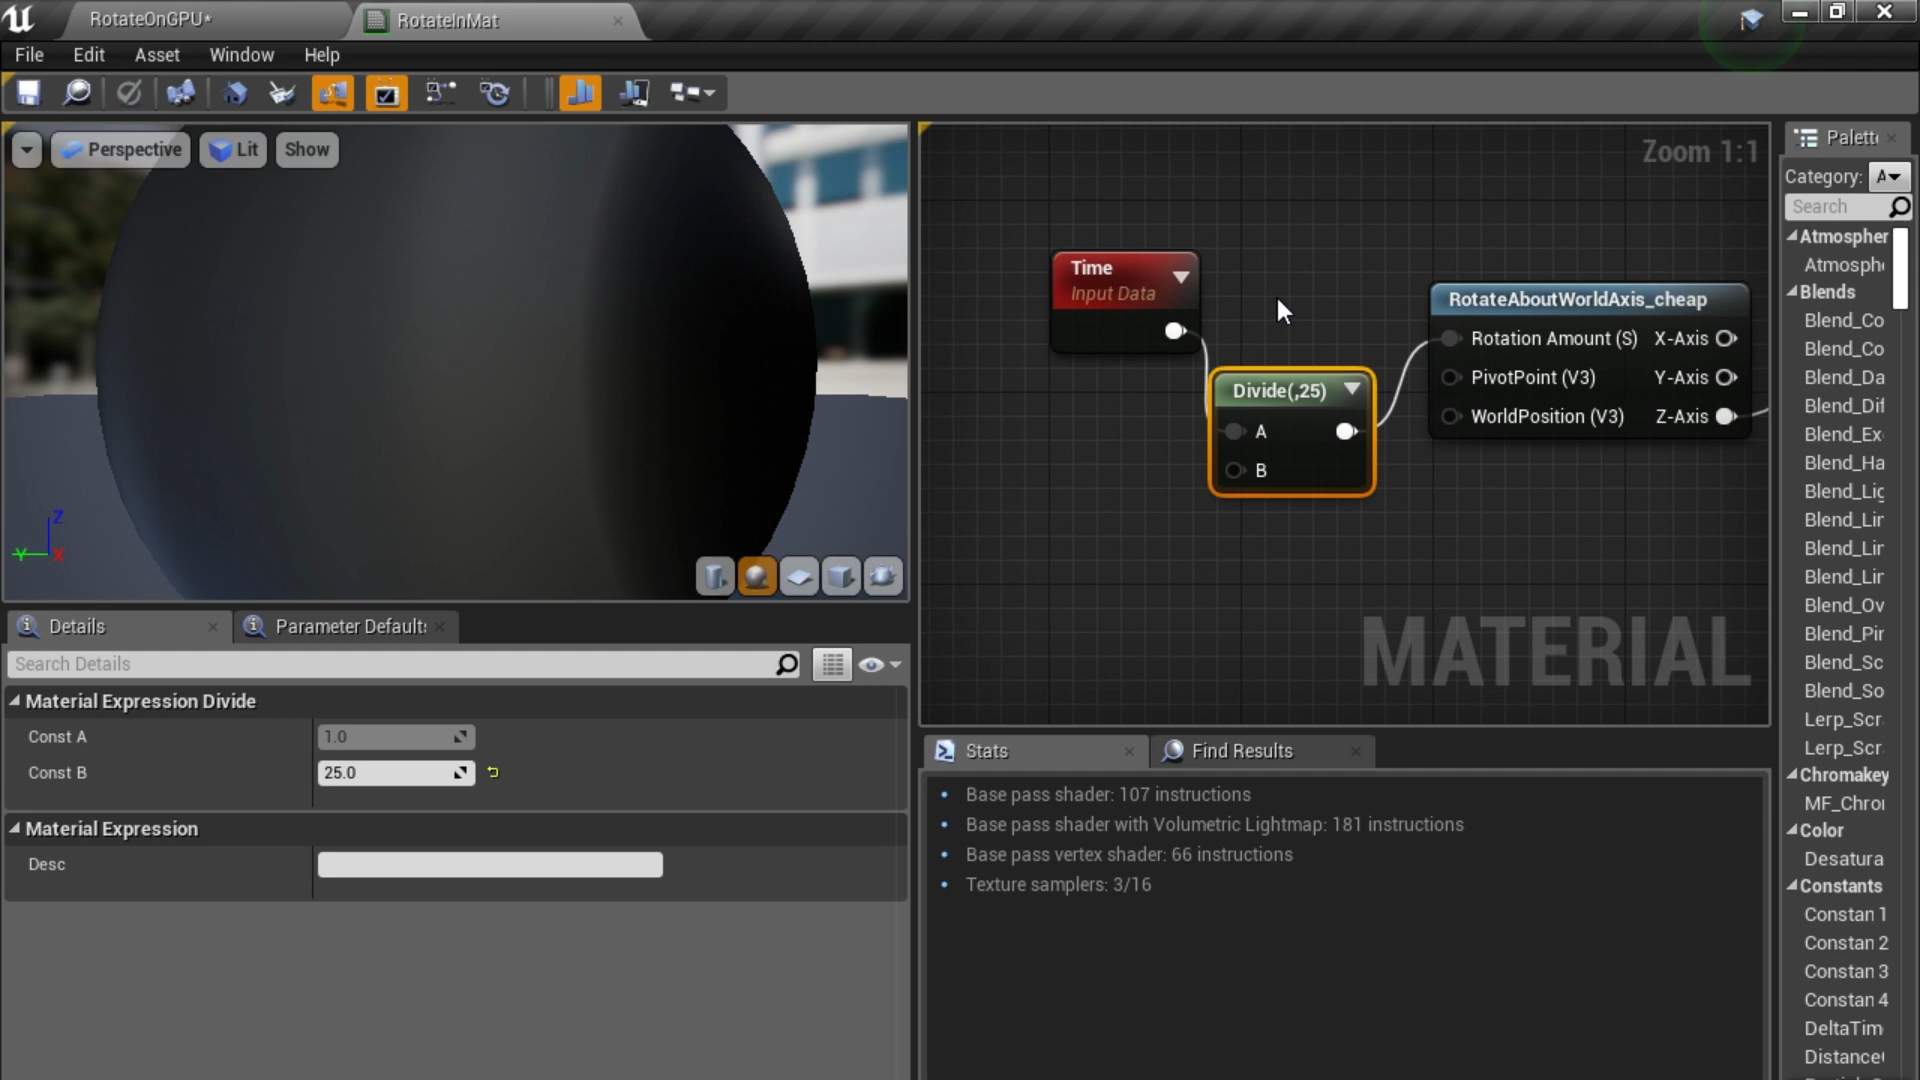 RotateOnGPU*
RotateInMat
File Edit Asset Window Help
Perspective Lit Show
Z
Y X
Zoom 1:1
Time
Input Data
Divide(,25)
A
B
RotateAboutWorldAxis_cheap
Rotation Amount (S) X-Axis
PivotPoint (V3) Y-Axis
WorldPosition (V3) Z-Axis
MATERIAL
Details
Parameter Default
Search Details
Material Expression Divide
Const A 1.0
Const B 25.0
Material Expression
Desc
Stats
Find Results
Base pass shader: 107 instructions
Base pass shader with Volumetric Lightmap: 181 instructions
Base pass vertex shader: 66 instructions
Texture samplers: 3/16
Palett
Category: A
Search
Atmospher
Atmosph
Blends
Blend_Co
Blend_Co
Blend_Da
Blend_Dif
Blend_Ex
Blend_Ha
Blend_Lig
Blend_Lir
Blend_Lir
Blend_Lir
Blend_Ov
Blend_Pir
Blend_Sc
Blend_So
Lerp_Scr
Lerp_Scr
Chromakey
MF_Chror
Color
Desatura
Constants
Constan 1
Constan 2
Constan 3
Constan 4
DeltaTim
Distance